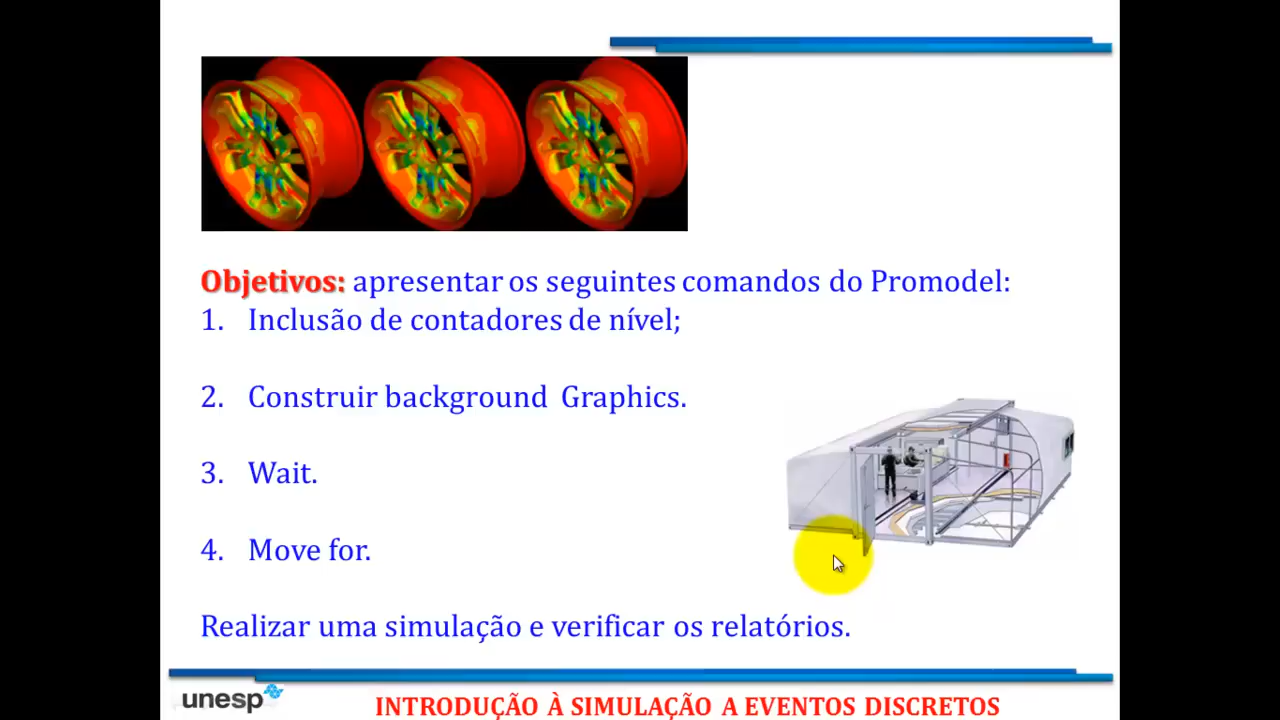 Objetivos: apresentar os seguintes comandos do Promodel:
1. Inclusão de contadores de nível;
2. Construir background Graphics.
3. Wait.
4. Move for.
Realizar uma simulação e verificar os relatórios.
unesp
INTRODUÇÃO À SIMULAÇÃO A EVENTOS DISCRETOS